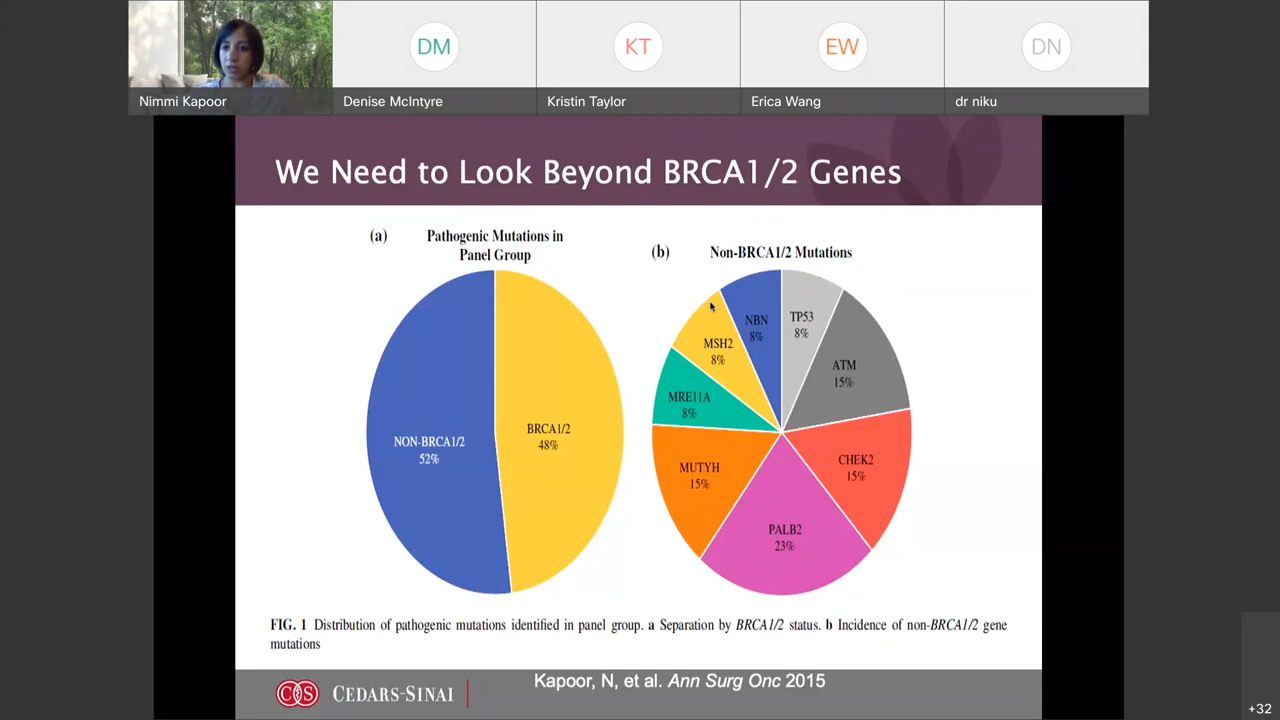 DM
KT
EW
DN
Nimmi Kapoor
Denise McIntyre
Kristin Taylor
Erica Wang
dr niku
We Need to Look Beyond BRCA1/2 Genes
(a)
Pathogenic Mutations in
Panel Group
NON-BRCA1/2
52%
BRCA1/2
48%
(b)
Non-BRCA1/2 Mutations
NBN
8%
TP53
8%
MSH2
8%
ATM
15%
MRE11A
8%
CHEK2
15%
MUTYH
15%
PALB2
23%
FIG. 1 Distribution of pathogenic mutations identified in panel group. a Separation by BRCA1/2 status. b Incidence of non-BRCA1/2 gene
mutations
CEDARS-SINAI
Kapoor, N, et al. Ann Surg Onc 2015
+32